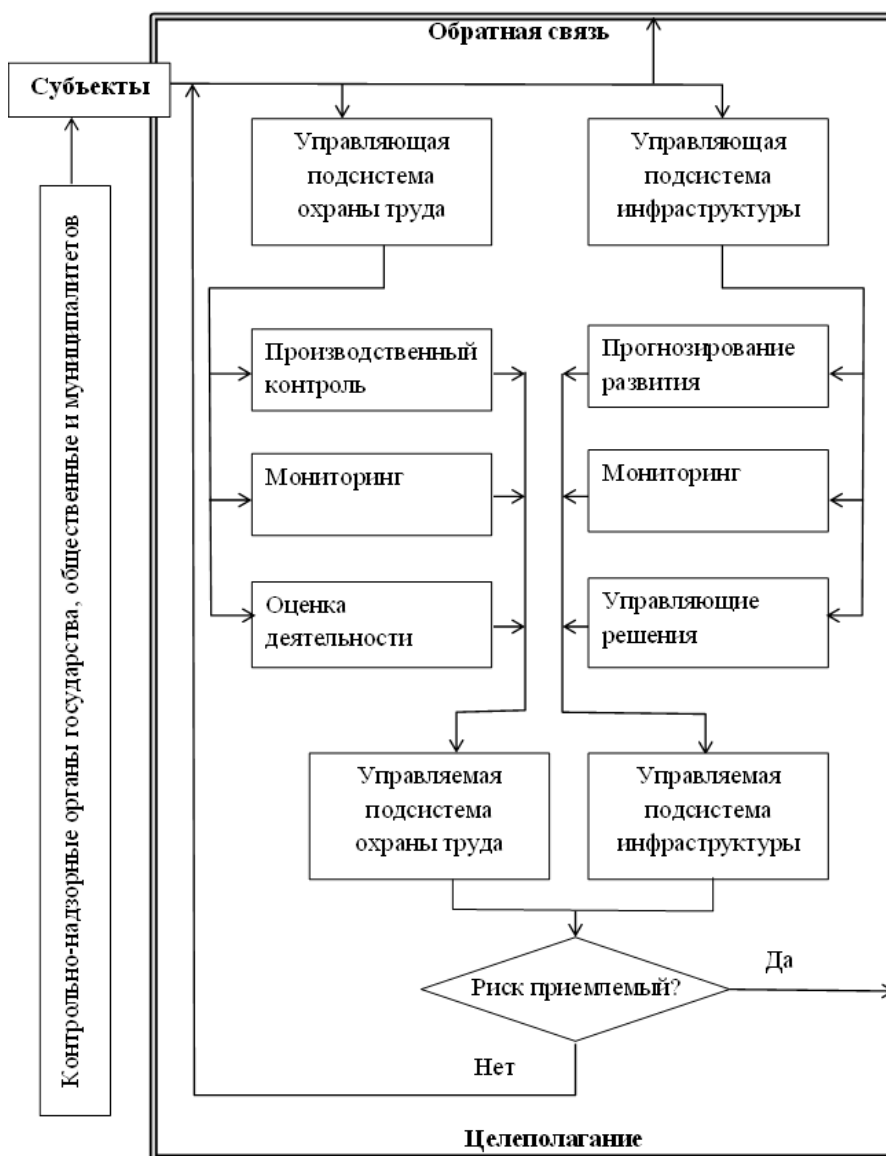 Обратная связь
Субъекты
Контрольно-надзорные органы государства, общественные и муниципалитетов
Управляющая
подсистема
охраны труда
Управляющая
подсистема
инфраструктуры
Производственный
контроль
Прогнозирование
развития
Мониторинг
Мониторинг
Оценка
деятельности
Управляющие
решения
Управляемая
подсистема
охраны труда
Управляемая
подсистема
инфраструктуры
Риск приемлемый?
Да
Нет
Целеполагание